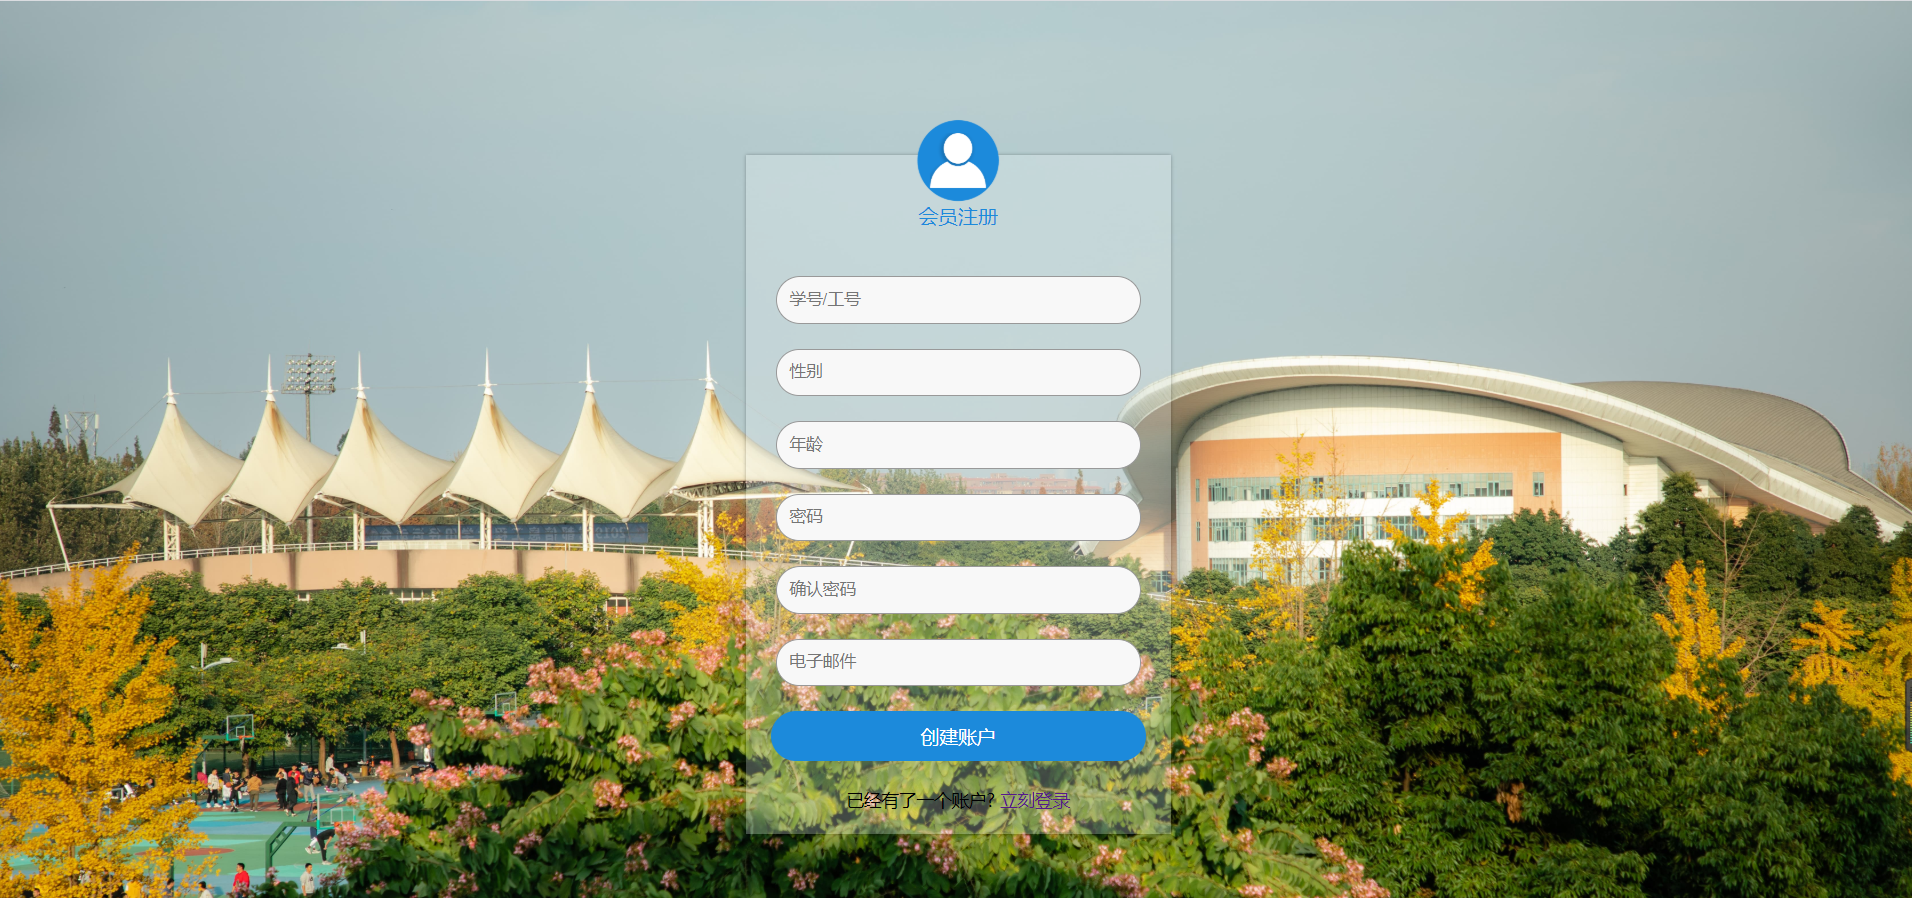 会员注册
学号/工号
性别
年龄
密码
确认密码
电子邮件
创建账户
已经有了一个账户? 立刻登录